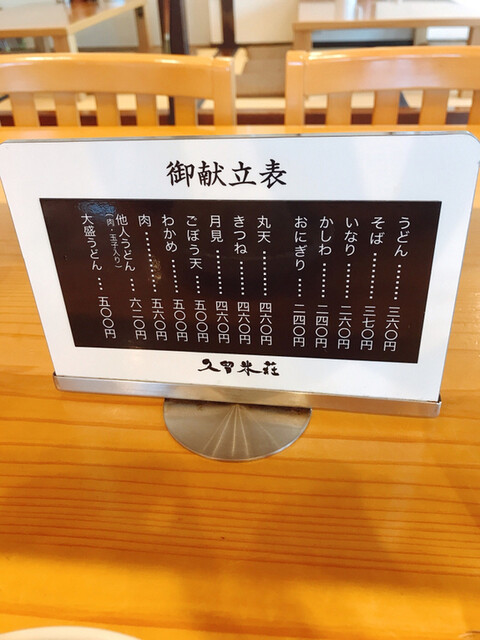 御献立表
うどん……… 三六〇円
そば………… 三七〇円
いなり……… 二六〇円
かしわ……… 二四〇円
おにぎり…… 二四〇円
丸天………… 四六〇円
きつね……… 四六〇円
月見………… 四六〇円
ごぼう天…… 五〇〇円
わかめ……… 五〇〇円
肉…………… 五六〇円
他人うどん… 六二〇円
(肉・玉子入り)
大盛うどん… 五〇〇円
久留米荘